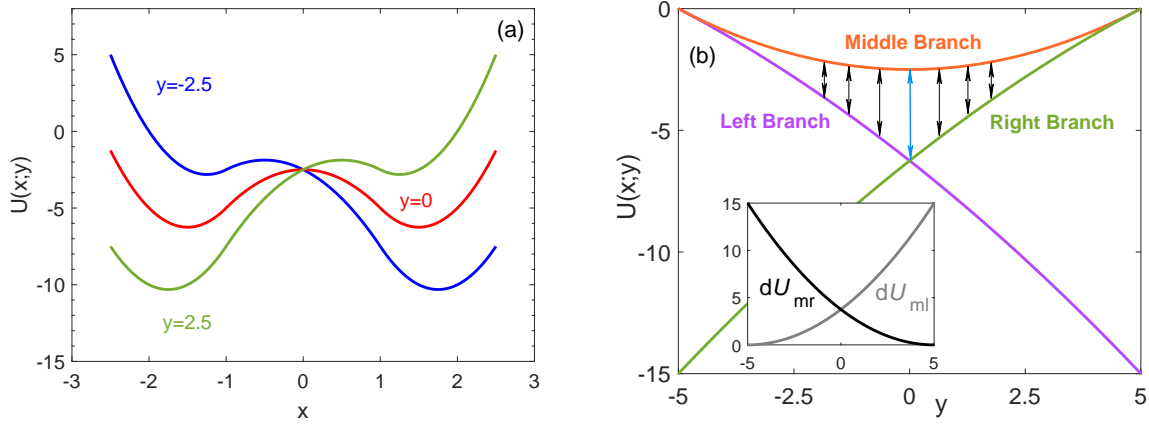 (a)
5
0
-5
-10
-15
U(x;y)
y=-2.5
y=0
y=2.5
-3
-2
-1
0
1
2
3
x
(b)
0
-5
-10
-15
U(x;y)
Middle Branch
Left Branch
Right Branch
15
10
5
0
dU mr
dU ml
-5
0
5
-5
-2.5
0
2.5
5
y